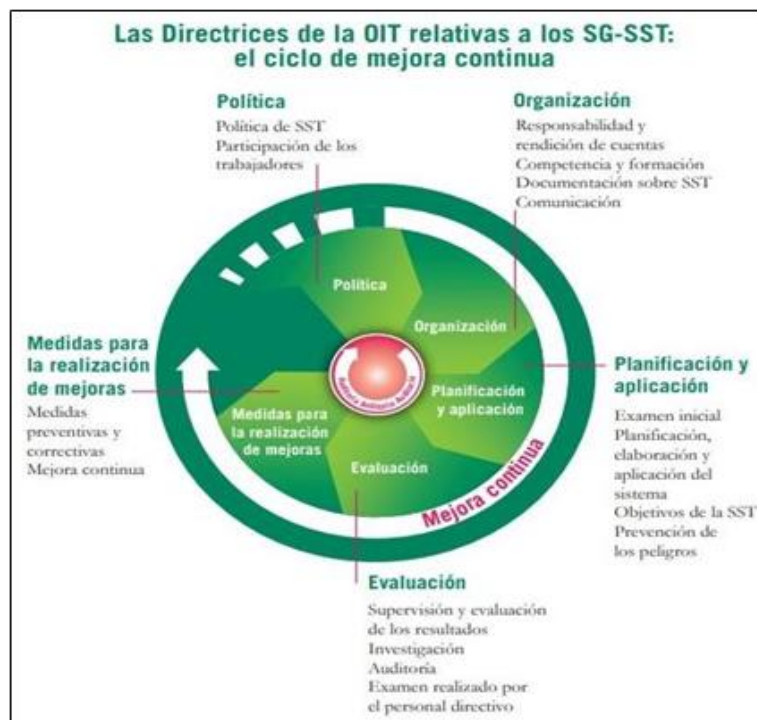 Las Directrices de la OIT relativas a los SG-SST:
el ciclo de mejora continua
Política
Política de SST
Participación de los
trabajadores
Organización
Responsabilidad y
rendición de cuentas
Competencia y formación
Documentación sobre SST
Comunicación
Política
Organización
Planificación
y aplicación
Evaluación
Medidas para
la realización
de mejoras
Mejora continua
Auditoría
Medidas para
la realización
de mejoras
Medidas
preventivas y
correctivas
Mejora continua
Planificación y
aplicación
Examen inicial
Planificación,
elaboración y
aplicación del
sistema
Objetivos de la SST
Prevención de
los peligros
Evaluación
Supervisión y evaluación
de los resultados
Investigación
Auditoría
Examen realizado por
el personal directivo